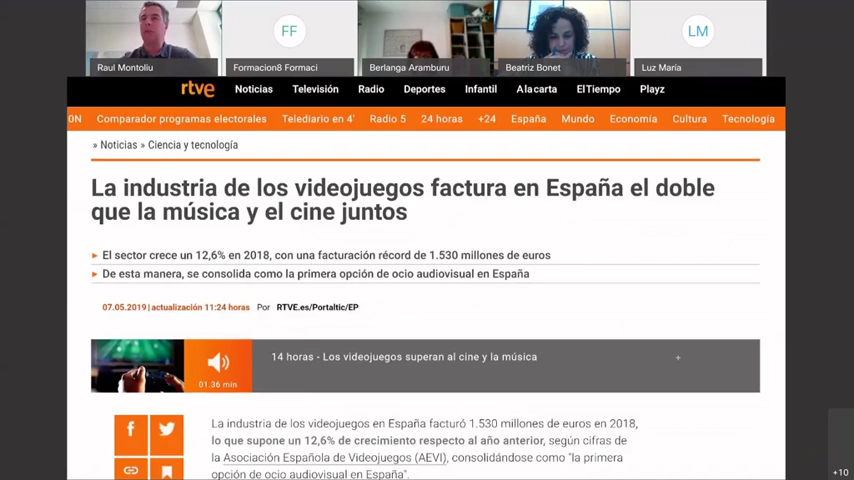 FF
LM
Raul Montoliu
Formacion8 Formaci
Berlanga Aramburu
Beatriz Bonet
Luz María
rtve
Noticias
Televisión
Radio
Deportes
Infantil
A la carta
El Tiempo
Playz
0N
Comparador programas electorales
Telediario en 4'
Radio 5
24 horas
+24
España
Mundo
Economía
Cultura
Tecnología
» Noticias » Ciencia y tecnología
La industria de los videojuegos factura en España el doble
que la música y el cine juntos
El sector crece un 12,6% en 2018, con una facturación récord de 1.530 millones de euros
De esta manera, se consolida como la primera opción de ocio audiovisual en España
07.05.2019 | actualización 11:24 horas Por RTVE.es/Portaltic/EP
14 horas - Los videojuegos superan al cine y la música
01.36 min
La industria de los videojuegos en España facturó 1.530 millones de euros en 2018,
lo que supone un 12,6% de crecimiento respecto al año anterior, según cifras de
la Asociación Española de Videojuegos (AEVI), consolidándose como "la primera
opción de ocio audiovisual en España".
+10